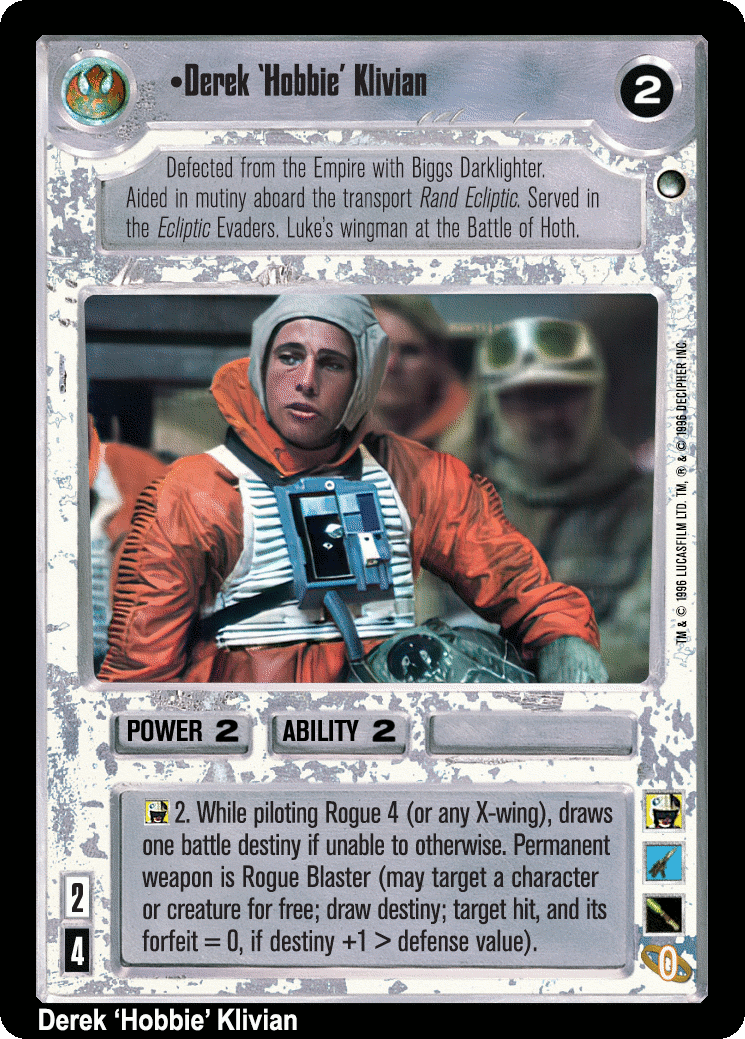 •Derek ‘Hobbie’ Klivian
2
Defected from the Empire with Biggs Darklighter.
Aided in mutiny aboard the transport Rand Ecliptic. Served in
the Ecliptic Evaders. Luke's wingman at the Battle of Hoth.
TM & © 1996 LUCASFILM LTD. TM, ® & © 1996 DECIPHER INC.
POWER 2
ABILITY 2
2. While piloting Rogue 4 (or any X-wing), draws
one battle destiny if unable to otherwise. Permanent
weapon is Rogue Blaster (may target a character
or creature for free; draw destiny; target hit, and its
forfeit = 0, if destiny +1 > defense value).
2
4
0
Derek ‘Hobbie’ Klivian